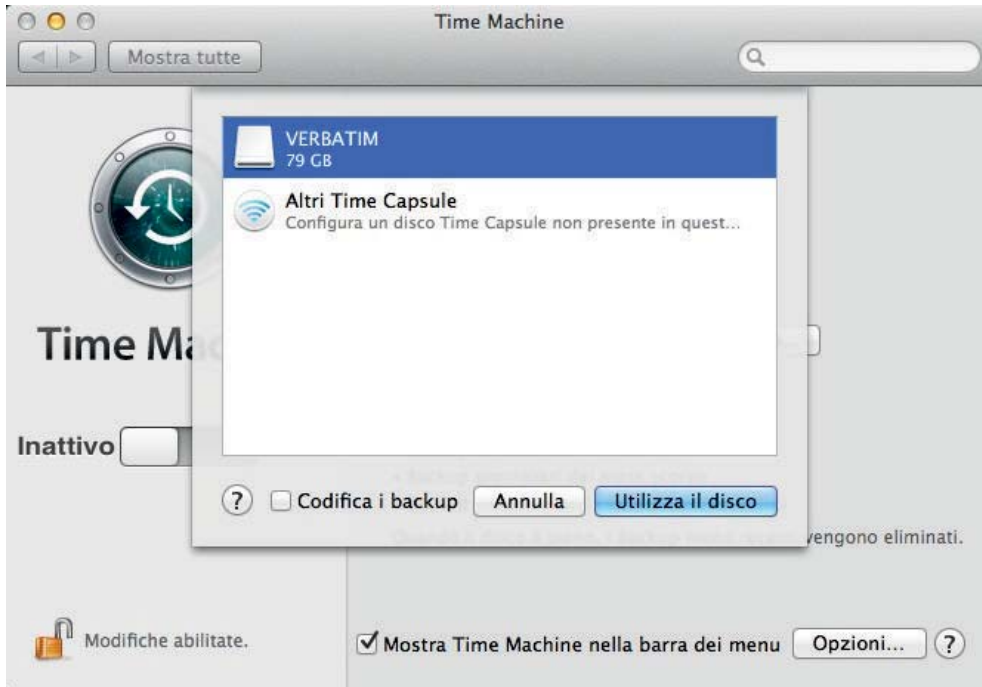 Time Machine
Mostra tutte
VERBATIM
79 GB
Altri Time Capsule
Configura un disco Time Capsule non presente in quest...
Time Ma
Inattivo
? Codifica i backup Annulla Utilizza il disco
vengono eliminati.
Modifiche abilitate.
Mostra Time Machine nella barra dei menu Opzioni... ?